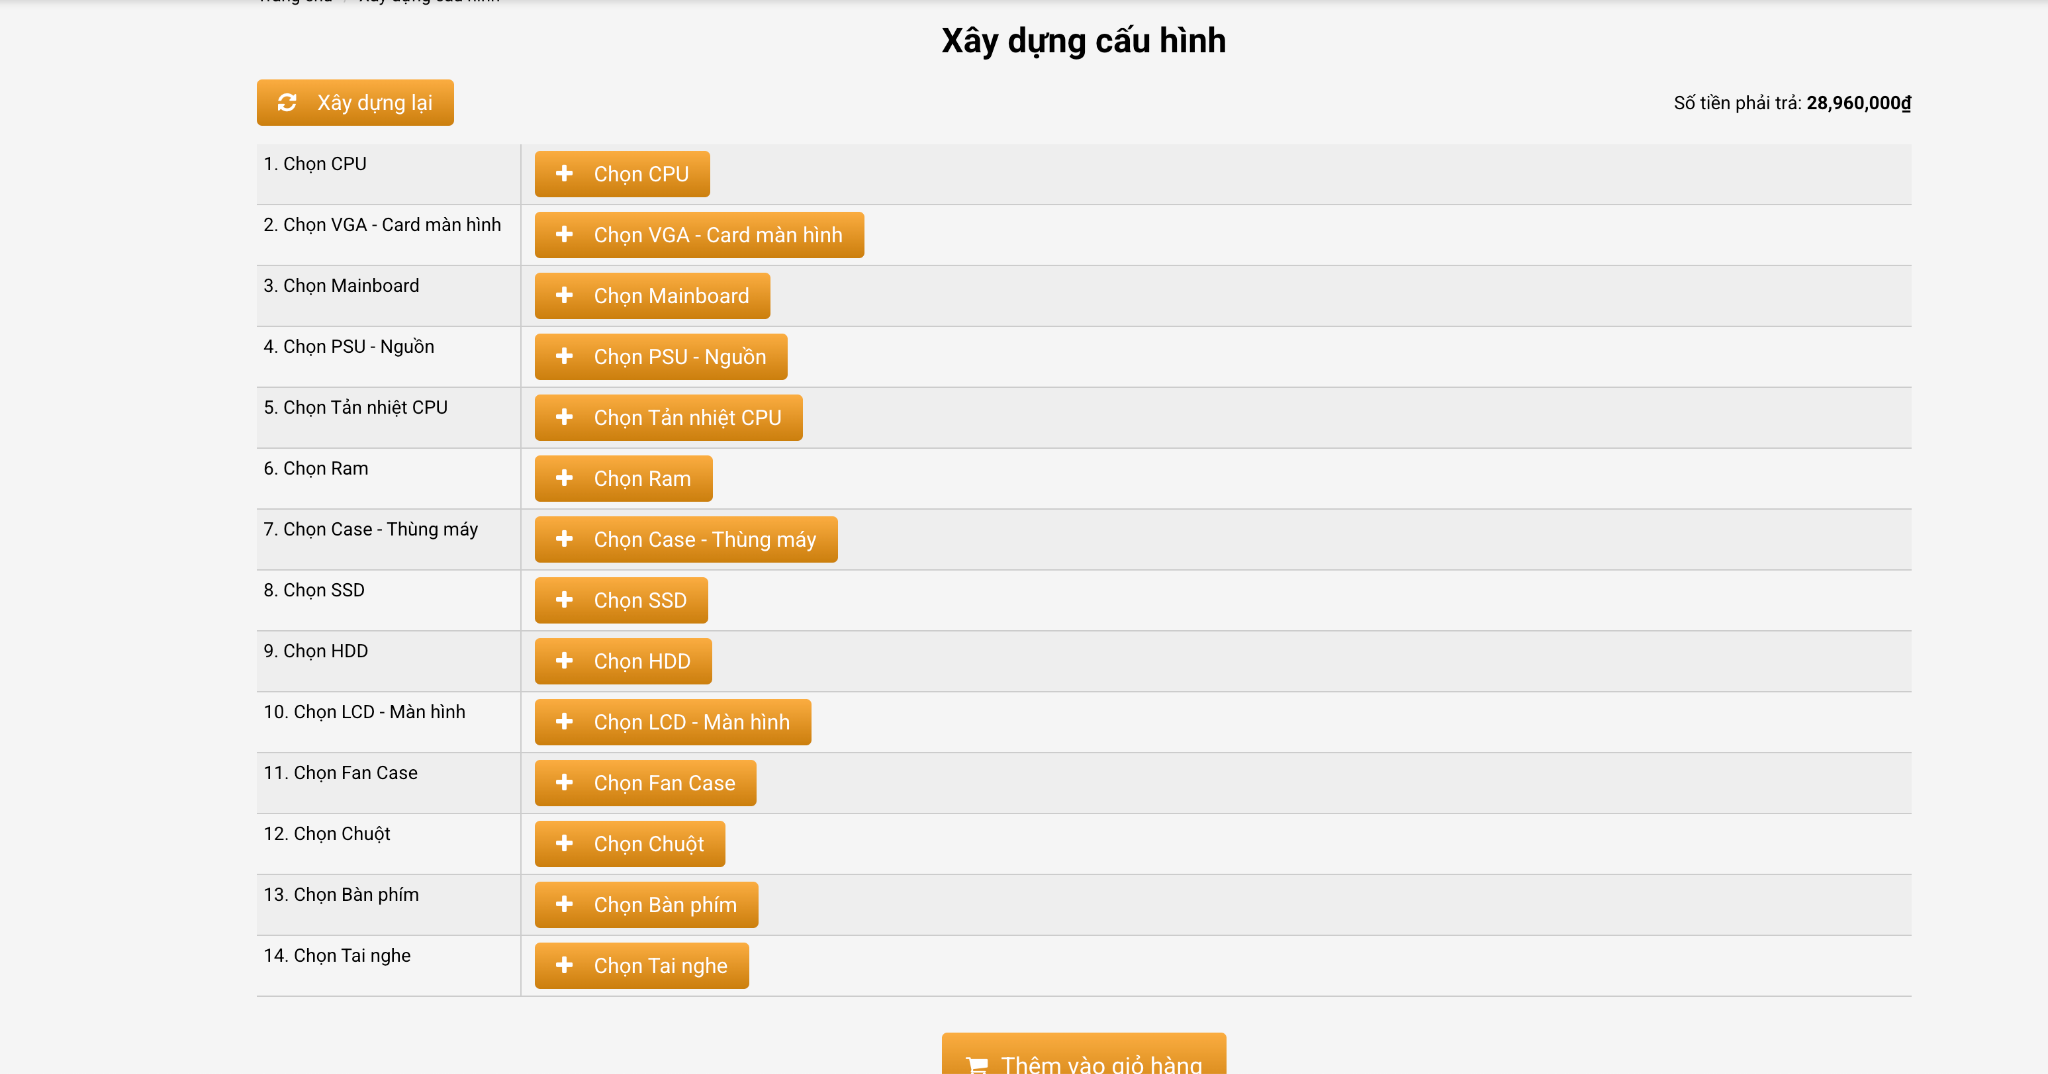 Xây dựng cấu hình
Xây dựng lại
Số tiền phải trả: 28,960,000₫
1. Chọn CPU
Chọn CPU
2. Chọn VGA - Card màn hình
Chọn VGA - Card màn hình
3. Chọn Mainboard
Chọn Mainboard
4. Chọn PSU - Nguồn
Chọn PSU - Nguồn
5. Chọn Tản nhiệt CPU
Chọn Tản nhiệt CPU
6. Chọn Ram
Chọn Ram
7. Chọn Case - Thùng máy
Chọn Case - Thùng máy
8. Chọn SSD
Chọn SSD
9. Chọn HDD
Chọn HDD
10. Chọn LCD - Màn hình
Chọn LCD - Màn hình
11. Chọn Fan Case
Chọn Fan Case
12. Chọn Chuột
Chọn Chuột
13. Chọn Bàn phím
Chọn Bàn phím
14. Chọn Tai nghe
Chọn Tai nghe
Thêm vào giỏ hàng